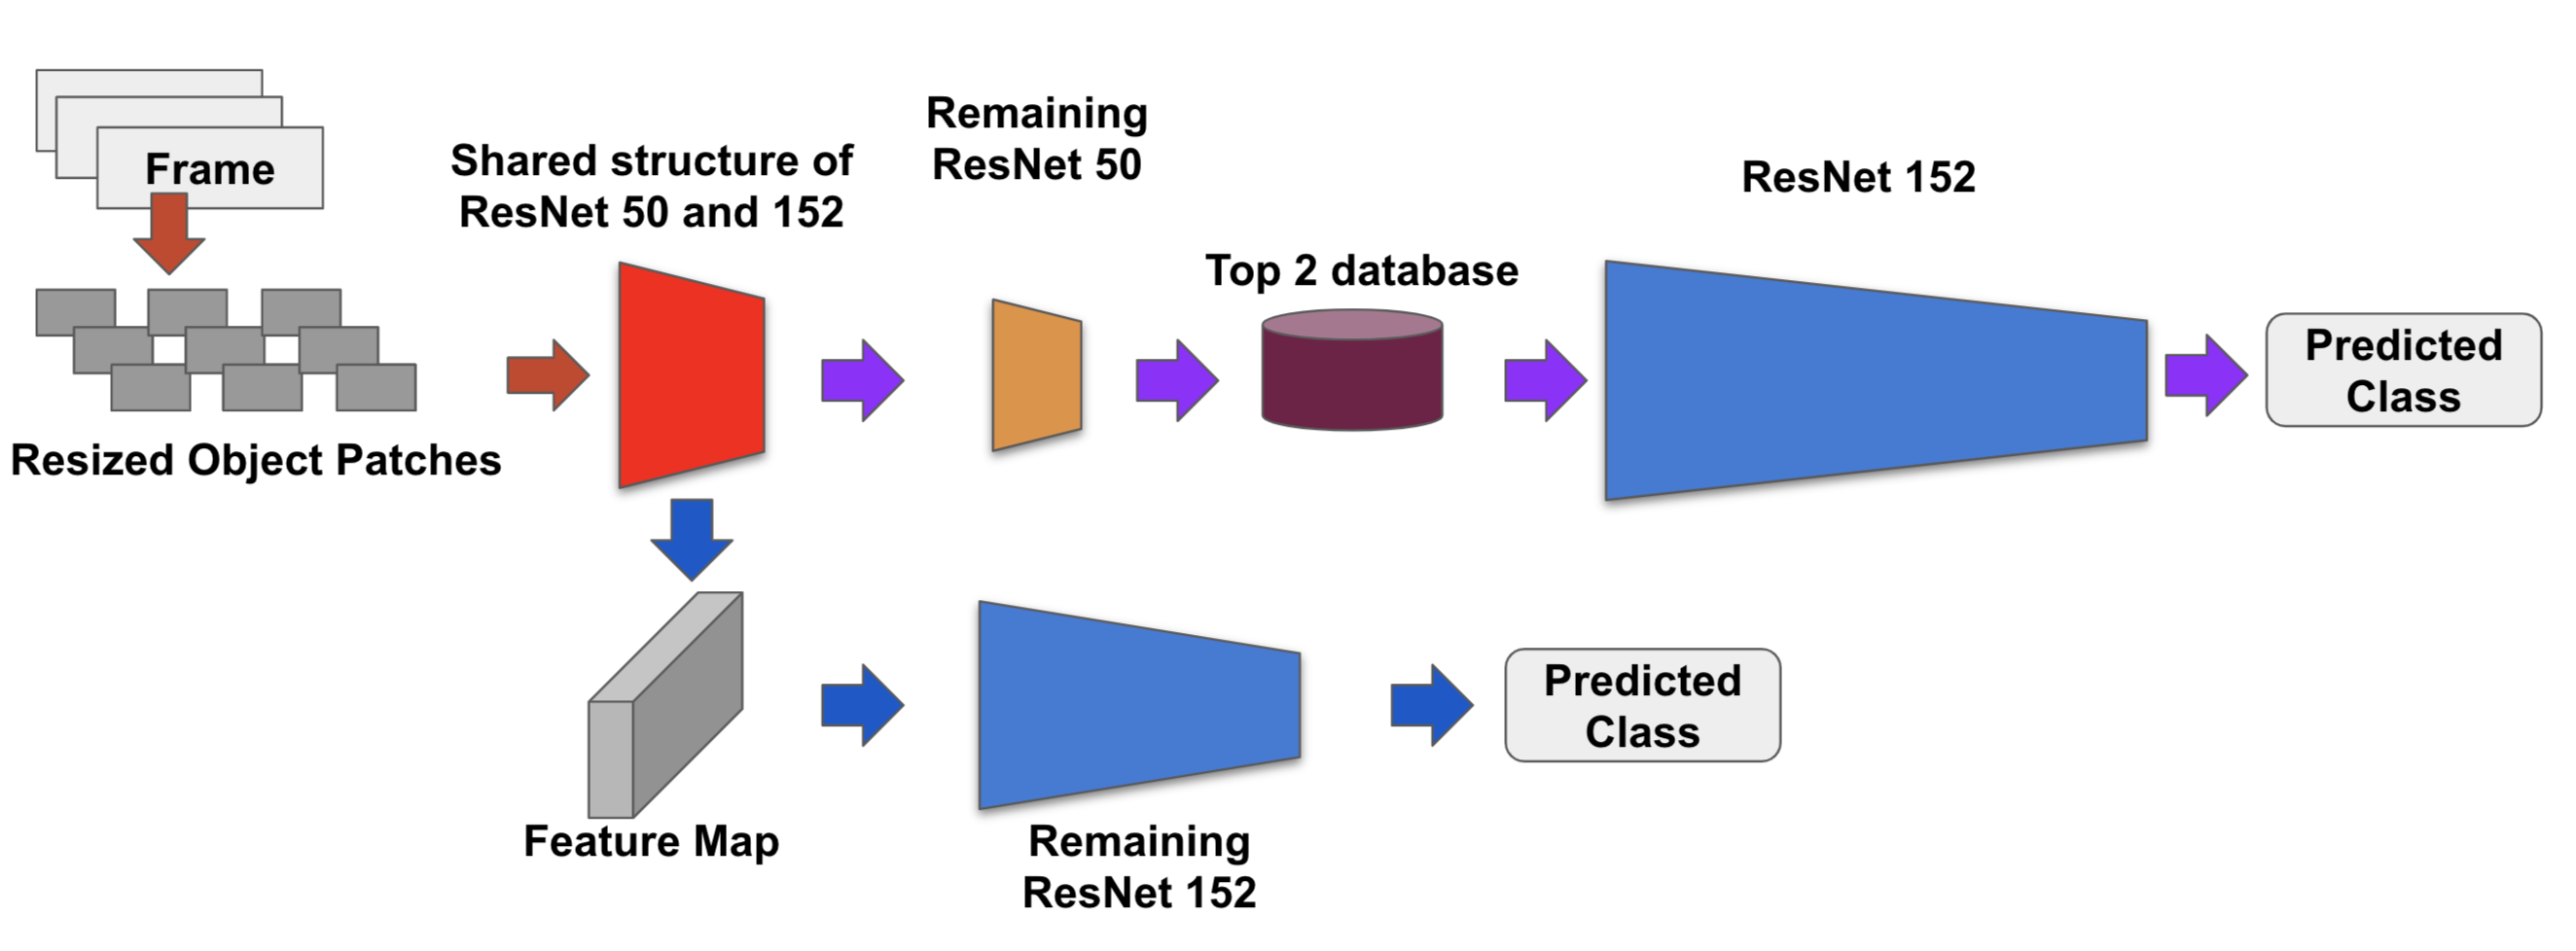 Frame
Resized Object Patches
Shared structure of
ResNet 50 and 152
Remaining
ResNet 50
Top 2 database
ResNet 152
Predicted
Class
Feature Map
Remaining
ResNet 152
Predicted
Class